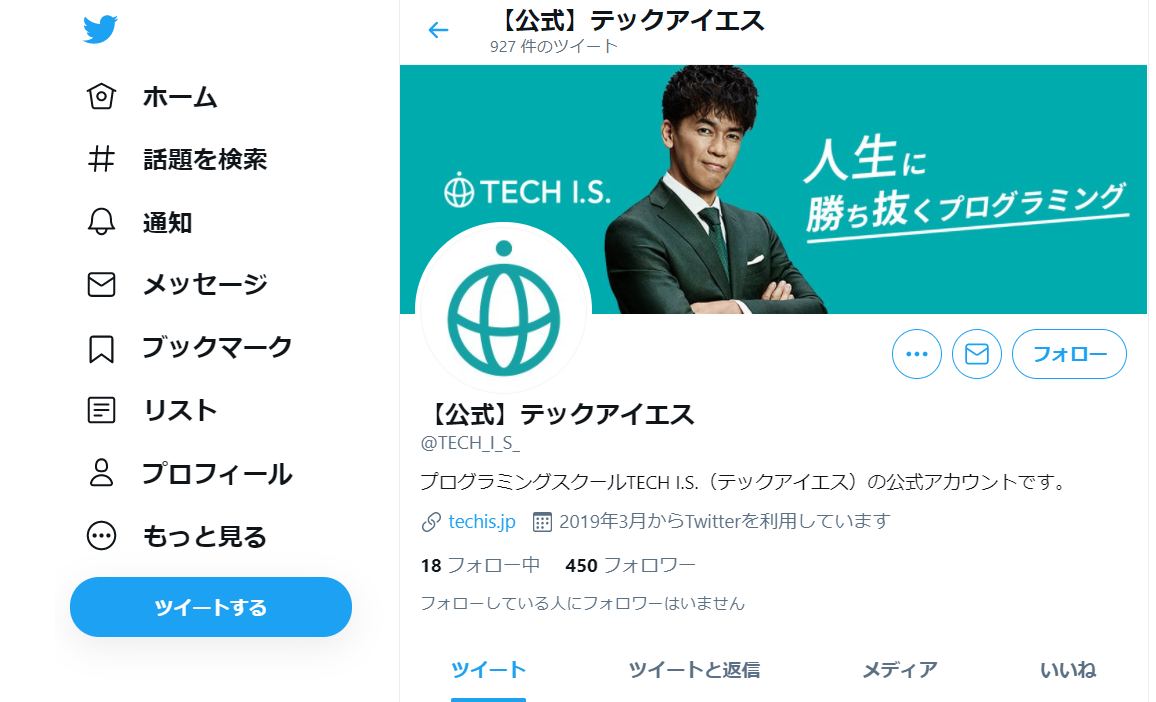 【公式】テックアイエス
927 件のツイート
ホーム
話題を検索
通知
メッセージ
ブックマーク
リスト
プロフィール
もっと見る
ツイートする
TECH I.S.
人生に
勝ち抜くプログラミング
フォロー
【公式】テックアイエス
@TECH_I_S_
プログラミングスクールTECH I.S.（テックアイエス）の公式アカウントです。
techis.jp 2019年3月からTwitterを利用しています
18 フォロー中 450 フォロワー
フォローしている人にフォロワーはいません
ツイート ツイートと返信 メディア いいね